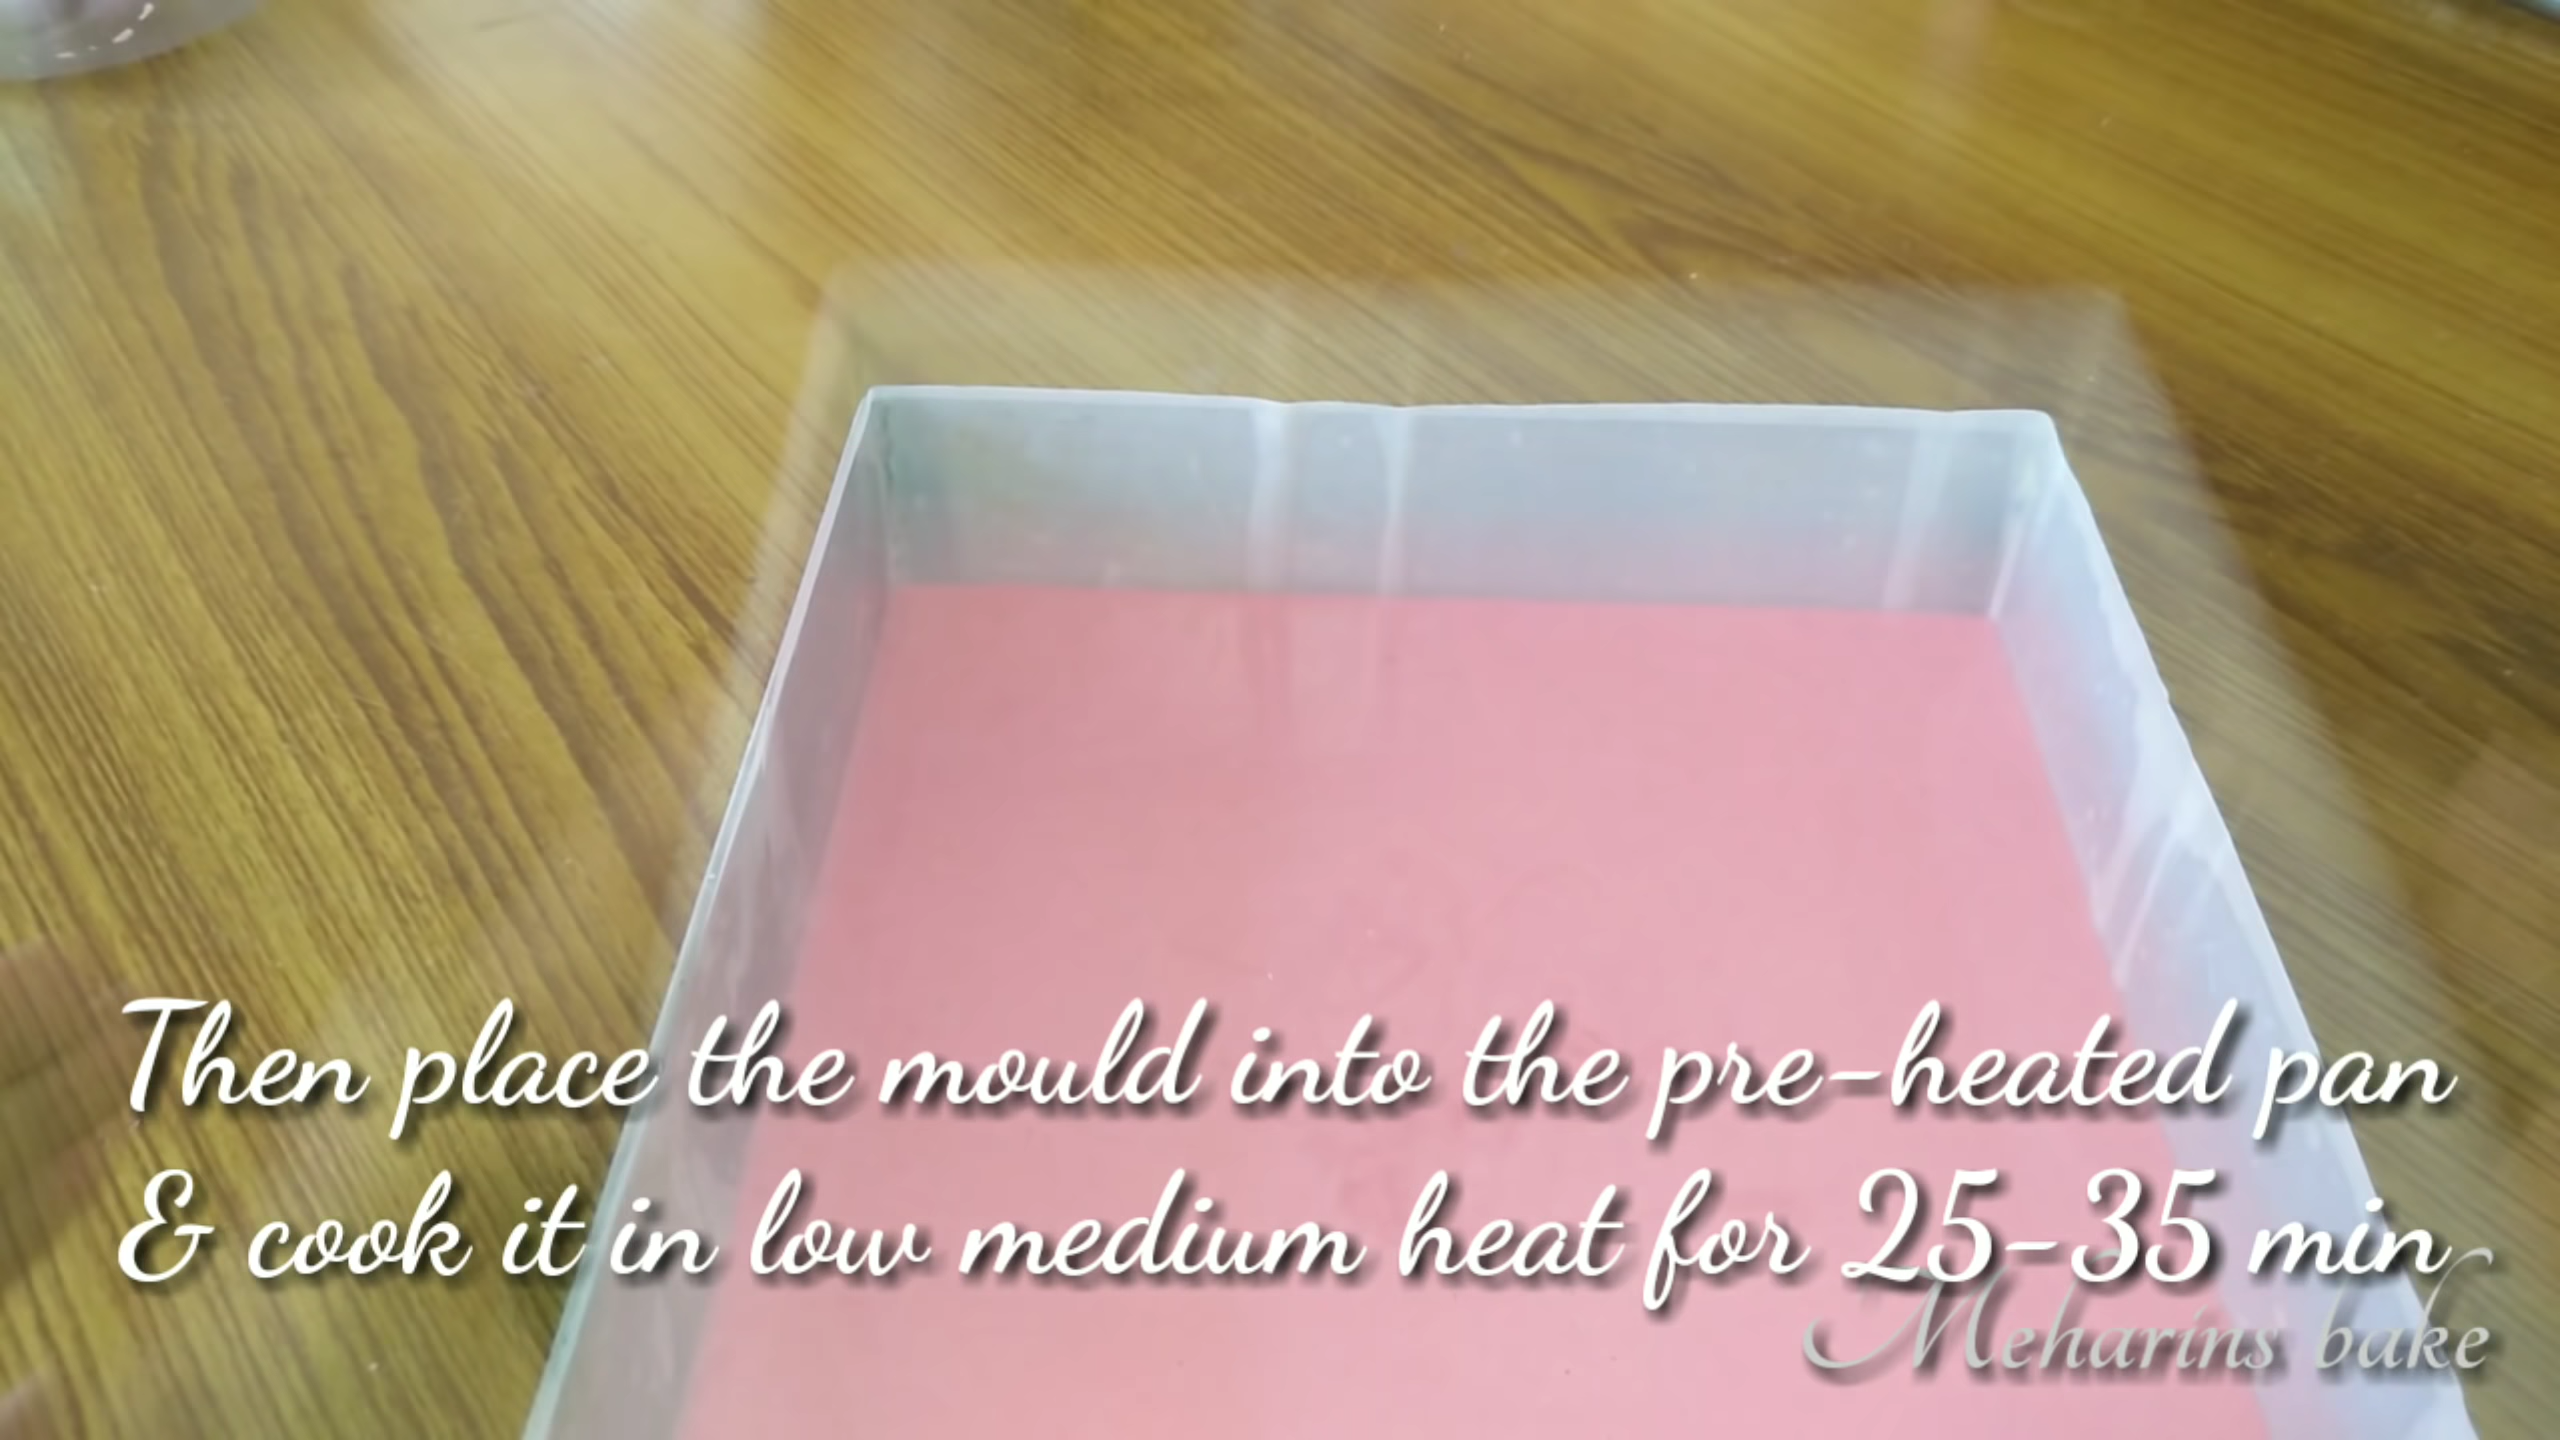 Then place the mould into the pre-heated pan
& cook it in low medium heat for 25-35 min
Meharins bake